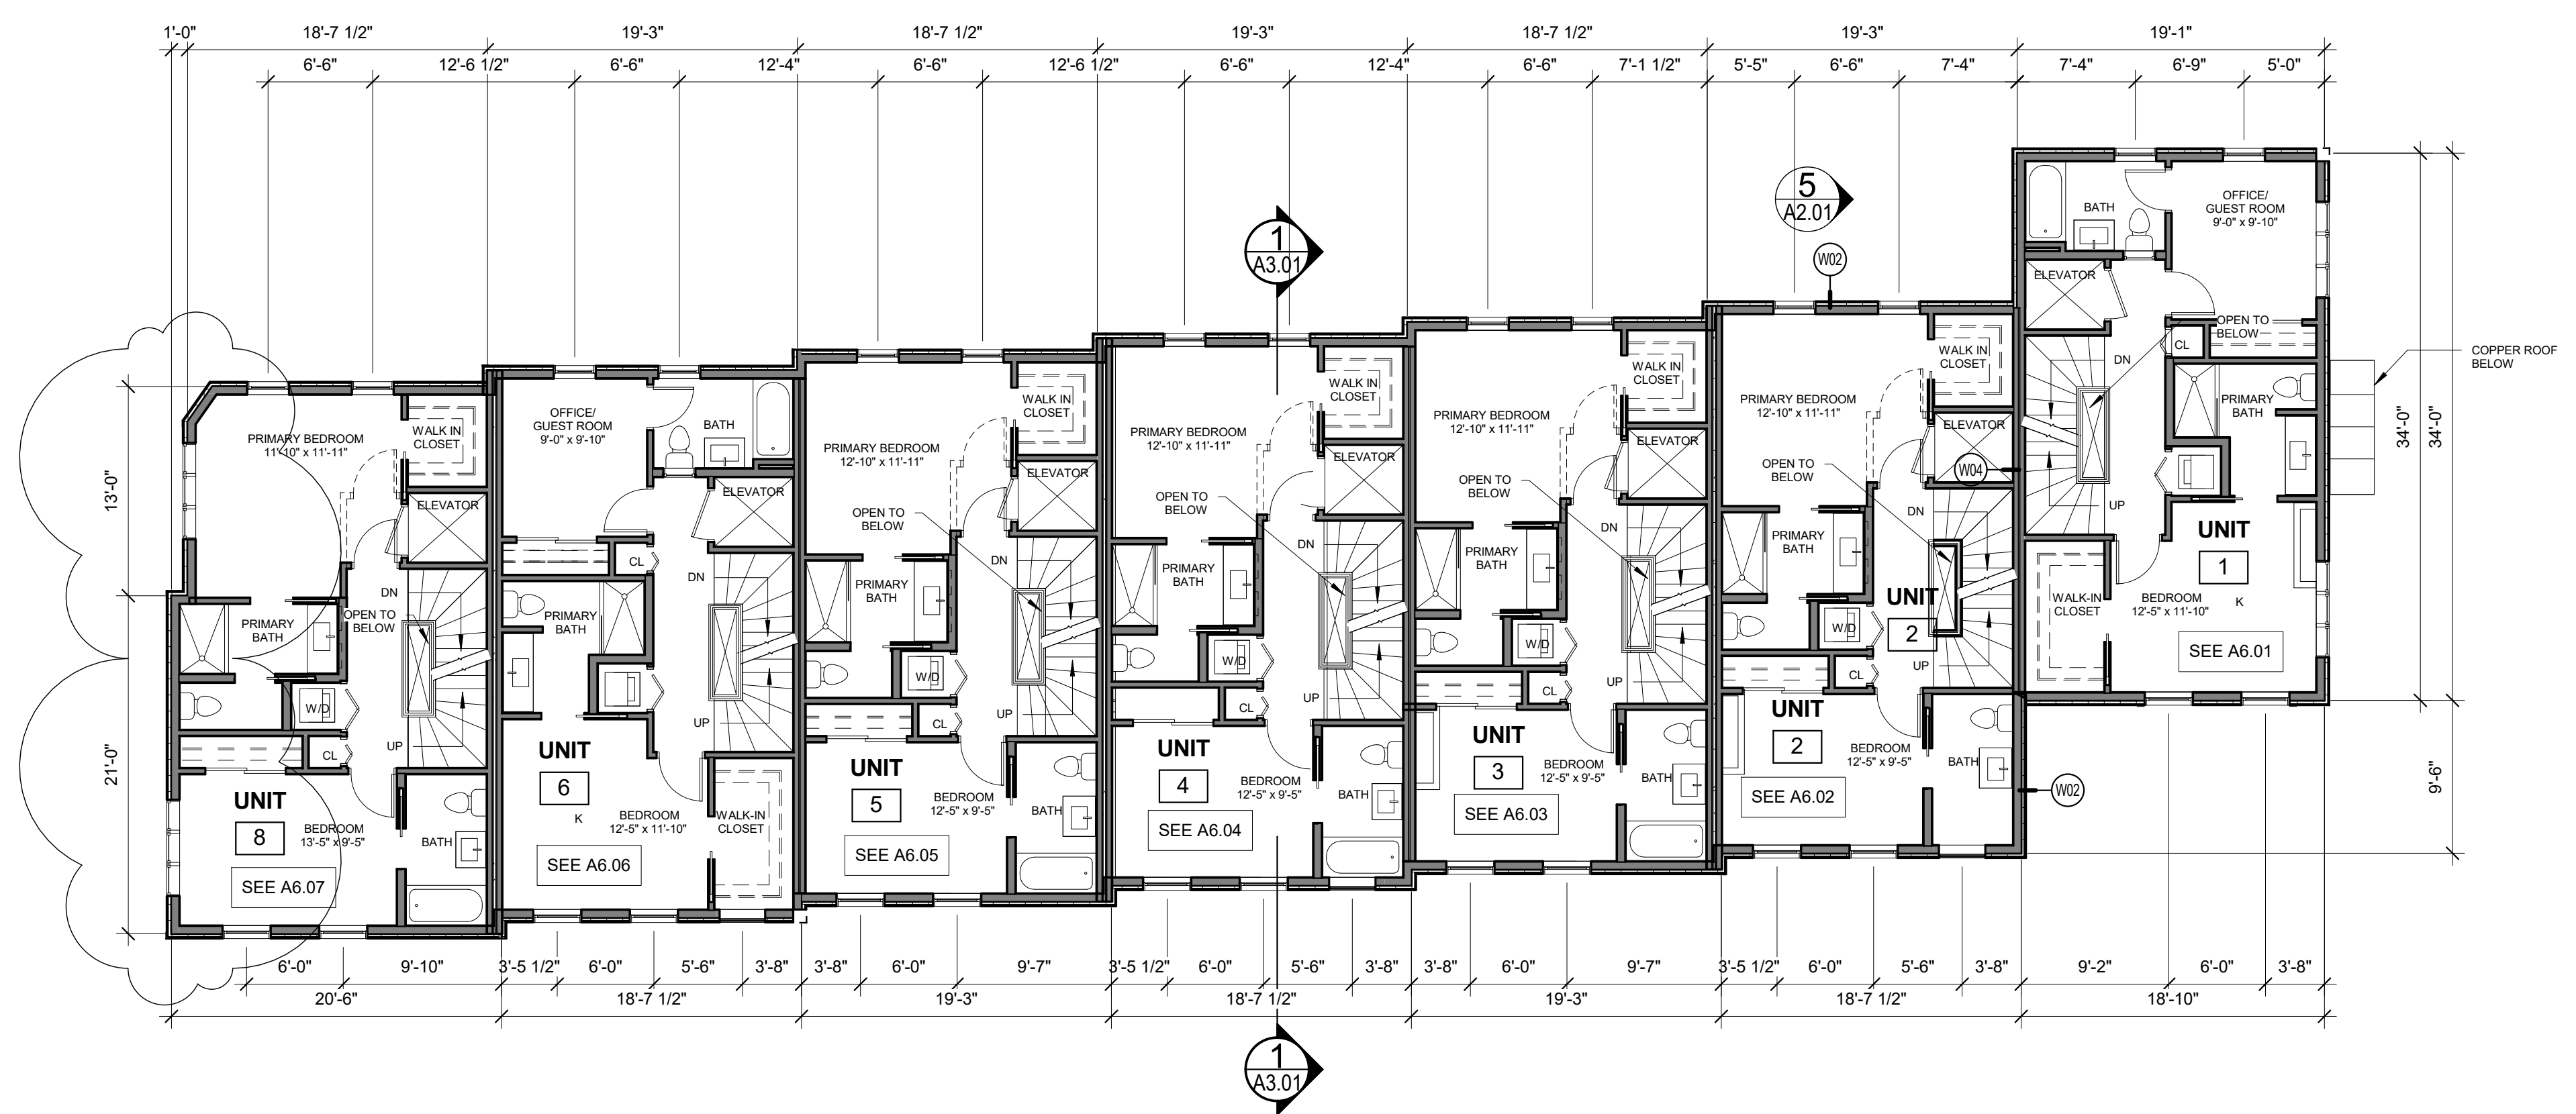 1'-0" 18'-7 1/2" 19'-3" 18'-7 1/2" 19'-3" 18'-7 1/2" 19'-3" 19'-1"
6'-6" 12'-6 1/2" 6'-6" 12'-4" 6'-6" 12'-6 1/2" 6'-6" 12'-4" 6'-6" 7'-1 1/2" 5'-5" 6'-6" 7'-4" 7'-4" 6'-9" 5'-0"
5
A2.01
1
A3.01
W02
W04
W02
COPPER ROOF
BELOW
34'-0"
34'-0"
9'-6"
13'-0"
21'-0"
PRIMARY BEDROOM
11'-10" x 11'-11"
WALK IN
CLOSET
ELEVATOR
DN
OPEN TO
BELOW
PRIMARY
BATH
W/D
UP
CL
UNIT
8
BEDROOM
13'-5" x 9'-5"
BATH
SEE A6.07
OFFICE/
GUEST ROOM
9'-0" x 9'-10"
BATH
ELEVATOR
CL
DN
PRIMARY
BATH
UP
UNIT
6
K
BEDROOM
12'-5" x 11'-10"
WALK-IN
CLOSET
SEE A6.06
WALK IN
CLOSET
PRIMARY BEDROOM
12'-10" x 11'-11"
ELEVATOR
OPEN TO
BELOW
DN
PRIMARY
BATH
W/D
UP
CL
UNIT
5
BEDROOM
12'-5" x 9'-5"
BATH
SEE A6.05
WALK IN
CLOSET
PRIMARY BEDROOM
12'-10" x 11'-11"
ELEVATOR
OPEN TO
BELOW
DN
PRIMARY
BATH
W/D
UP
CL
UNIT
4
BEDROOM
12'-5" x 9'-5"
BATH
SEE A6.04
WALK IN
CLOSET
PRIMARY BEDROOM
12'-10" x 11'-11"
ELEVATOR
OPEN TO
BELOW
DN
PRIMARY
BATH
W/D
UP
CL
UNIT
3
BEDROOM
12'-5" x 9'-5"
BATH
SEE A6.03
WALK IN
CLOSET
PRIMARY BEDROOM
12'-10" x 11'-11"
ELEVATOR
OPEN TO
BELOW
DN
PRIMARY
BATH
UNIT
2
W/D
UP
CL
UNIT
2
BEDROOM
12'-5" x 9'-5"
BATH
SEE A6.02
OFFICE/
GUEST ROOM
9'-0" x 9'-10"
BATH
ELEVATOR
OPEN TO
BELOW
CL
DN
PRIMARY
BATH
UP
UNIT
1
WALK-IN
CLOSET
BEDROOM
12'-5" x 11'-10"
K
SEE A6.01
6'-0" 9'-10" 3'-5 1/2" 6'-0" 5'-6" 3'-8" 3'-8" 6'-0" 9'-7" 3'-5 1/2" 6'-0" 5'-6" 3'-8" 3'-8" 6'-0" 9'-7" 3'-5 1/2" 6'-0" 5'-6" 3'-8" 9'-2" 6'-0" 3'-8"
20'-6" 18'-7 1/2" 19'-3" 18'-7 1/2" 19'-3" 18'-7 1/2" 18'-10"
1
A3.01